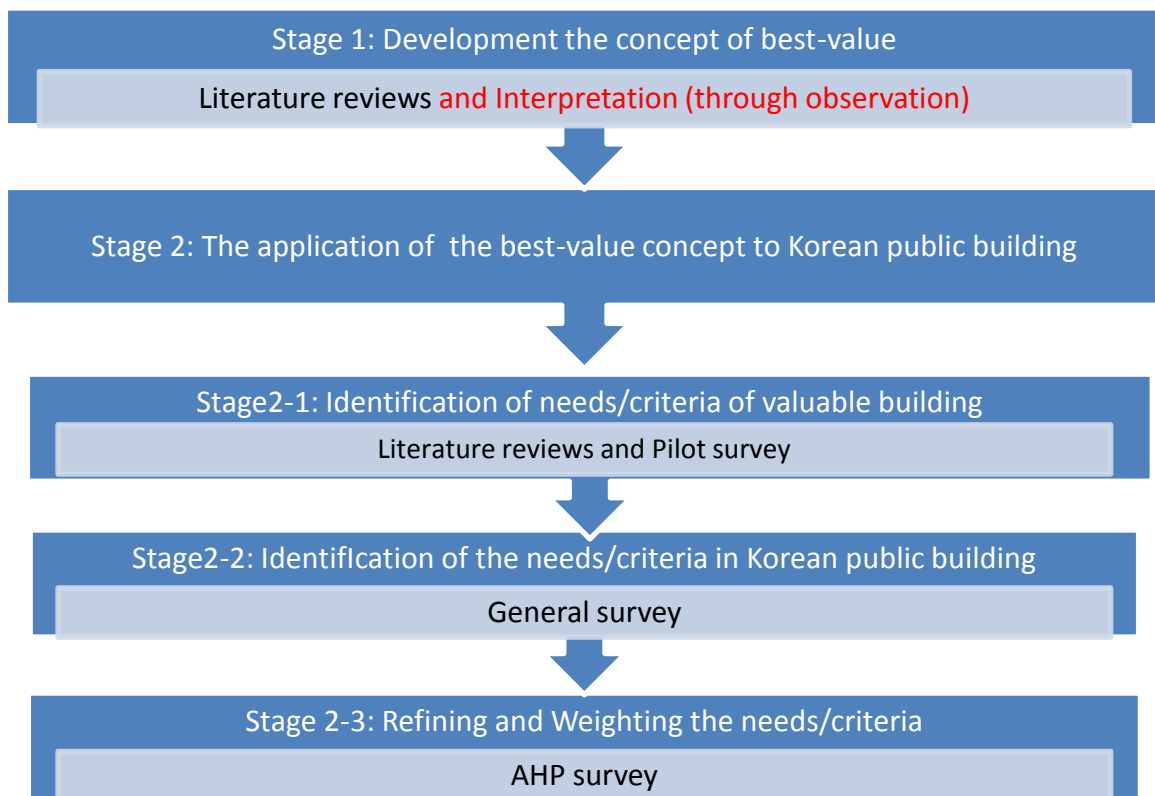 Stage 1: Development the concept of best-value
Literature reviews and Interpretation (through observation)
Stage 2: The application of the best-value concept to Korean public building
Stage2-1: Identification of needs/criteria of valuable building
Literature reviews and Pilot survey
Stage2-2: IdentifIcation of the needs/criteria in Korean public building
General survey
Stage 2-3: Refining and Weighting the needs/criteria
AHP survey